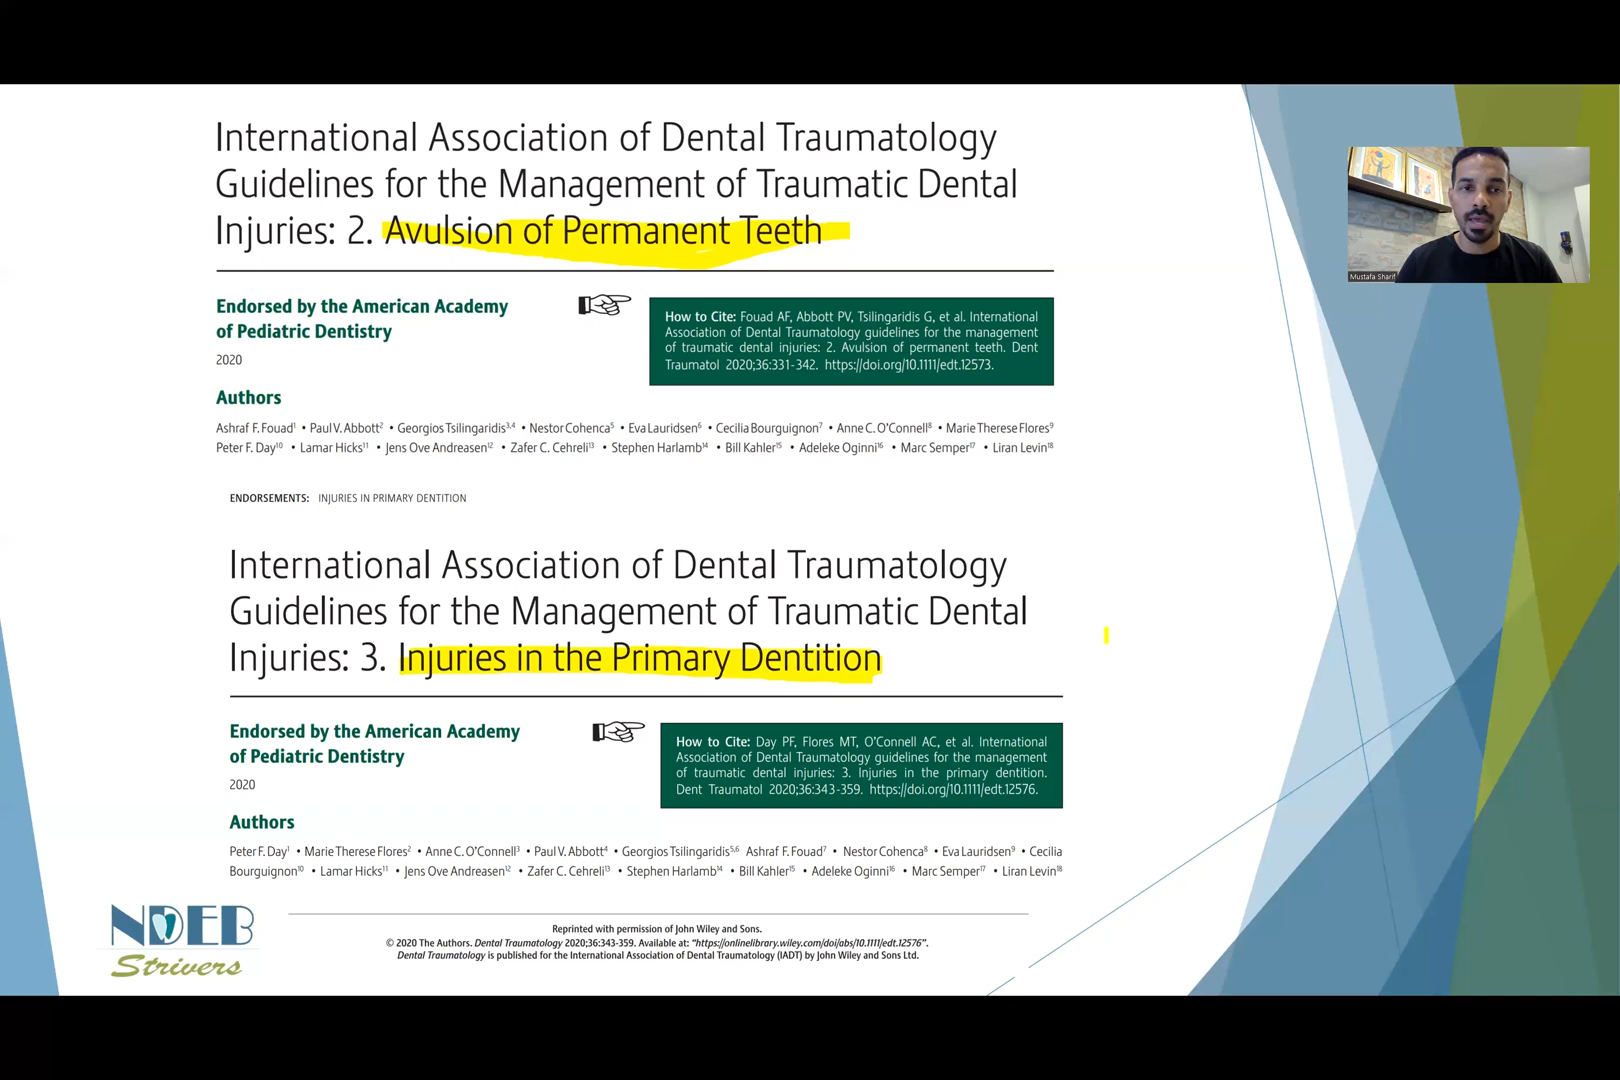 International Association of Dental Traumatology
Guidelines for the Management of Traumatic Dental
Injuries: 2. Avulsion of Permanent Teeth
Endorsed by the American Academy
of Pediatric Dentistry
2020
How to Cite: Fouad AF, Abbott PV, Tsilingaridis G, et al. International
Association of Dental Traumatology guidelines for the management
of traumatic dental injuries: 2. Avulsion of permanent teeth. Dent
Traumatol 2020;36:331-342. https://doi.org/10.1111/edt.12573.
Authors
Ashraf F. Fouad¹ • Paul V. Abbott² • Georgios Tsilingaridis³,⁴ • Nestor Cohenca⁵ • Eva Lauridsen⁶ • Cecilia Bourguignon⁷ • Anne C. O’Connell⁸ • Marie Therese Flores⁹
Peter F. Day¹⁰ • Lamar Hicks¹¹ • Jens Ove Andreasen¹² • Zafer C. Cehreli¹³ • Stephen Harlamb¹⁴ • Bill Kahler¹⁵ • Adeleke Oginni¹⁶ • Marc Semper¹⁷ • Liran Levin¹⁸
ENDORSEMENTS: INJURIES IN PRIMARY DENTITION
International Association of Dental Traumatology
Guidelines for the Management of Traumatic Dental
Injuries: 3. Injuries in the Primary Dentition
Endorsed by the American Academy
of Pediatric Dentistry
2020
How to Cite: Day PF, Flores MT, O’Connell AC, et al. International
Association of Dental Traumatology guidelines for the management
of traumatic dental injuries: 3. Injuries in the primary dentition.
Dent Traumatol 2020;36:343-359. https://doi.org/10.1111/edt.12576.
Authors
Peter F. Day¹ • Marie Therese Flores² • Anne C. O’Connell³ • Paul V. Abbott⁴ • Georgios Tsilingaridis⁵,⁶ Ashraf F. Fouad⁷ • Nestor Cohenca⁸ • Eva Lauridsen⁹ • Cecilia
Bourguignon¹⁰ • Lamar Hicks¹¹ • Jens Ove Andreasen¹² • Zafer C. Cehreli¹³ • Stephen Harlamb¹⁴ • Bill Kahler¹⁵ • Adeleke Oginni¹⁶ • Marc Semper¹⁷ • Liran Levin¹⁸
Reprinted with permission of John Wiley and Sons.
© 2020 The Authors. Dental Traumatology 2020;36:343-359. Available at: “https://onlinelibrary.wiley.com/doi/abs/10.1111/edt.12576”.
Dental Traumatology is published for the International Association of Dental Traumatology (IADT) by John Wiley and Sons Ltd.
NDEB
Strivers
Mustafa Sharif